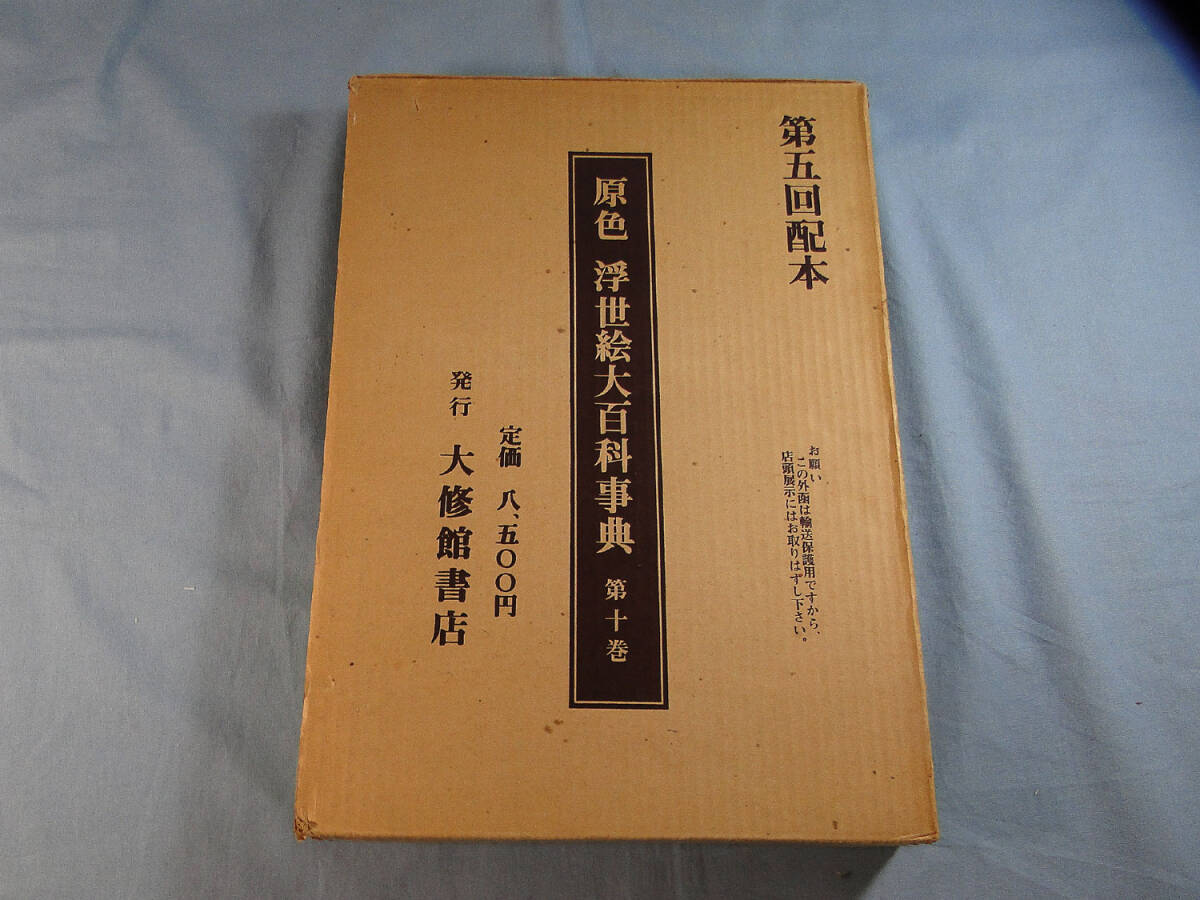 第五回配本
お願い
この外函は輸送保護用ですから、
店頭展示にはお取りはずし下さい。
原色 浮世絵大百科事典 第十巻
定価 八、五〇〇円
発行 大修館書店